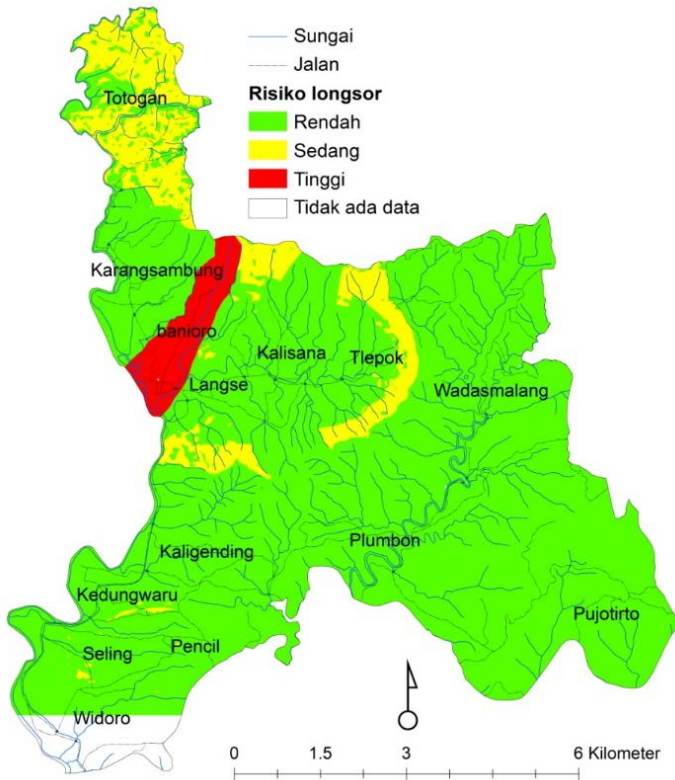 Sungai
Jalan
Risiko longsor
Rendah
Sedang
Tinggi
Tidak ada data
Totogan
Karangsambung
banioro
Kalisana
Tlepok
Langse
Wadasmalang
Kaligending
Plumbon
Kedungwaru
Pujotirto
Pencil
Seling
Widoro
0 1.5 3 6 Kilometer